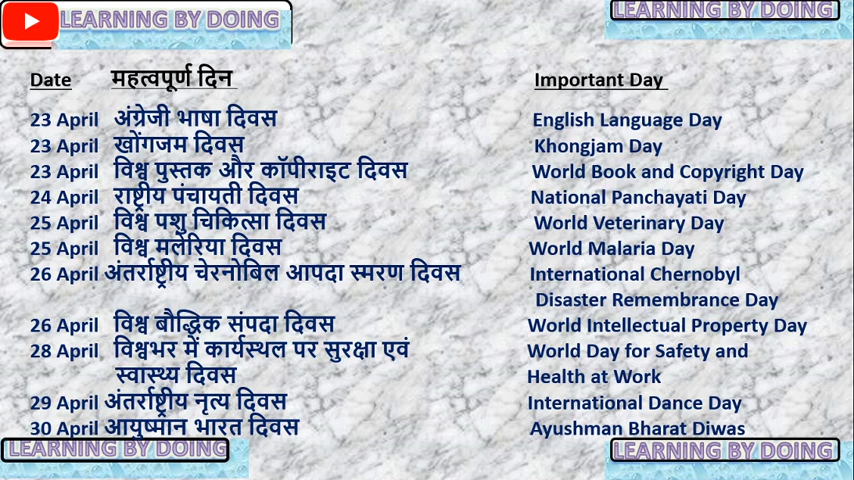 LEARNING BY DOING
LEARNING BY DOING
Date महत्वपूर्ण दिन Important Day
23 April अंग्रेजी भाषा दिवस English Language Day
23 April खोंगजम दिवस Khongjam Day
23 April विश्व पुस्तक और कॉपीराइट दिवस World Book and Copyright Day
24 April राष्ट्रीय पंचायती दिवस National Panchayati Day
25 April विश्व पशु चिकित्सा दिवस World Veterinary Day
25 April विश्व मलेरिया दिवस World Malaria Day
26 April अंतर्राष्ट्रीय चेरनोबिल आपदा स्मरण दिवस International Chernobyl
Disaster Remembrance Day
26 April विश्व बौद्धिक संपदा दिवस World Intellectual Property Day
28 April विश्वभर में कार्यस्थल पर सुरक्षा एवं World Day for Safety and
स्वास्थ्य दिवस Health at Work
29 April अंतर्राष्ट्रीय नृत्य दिवस International Dance Day
30 April आयुष्मान भारत दिवस Ayushman Bharat Diwas
LEARNING BY DOING
LEARNING BY DOING